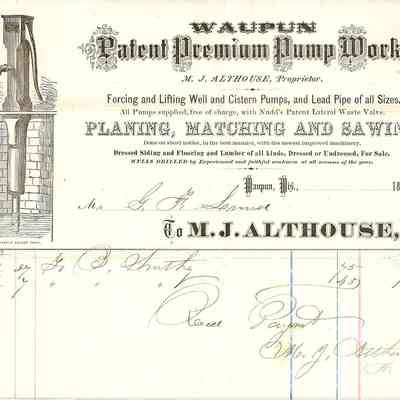 WAUPUN
Patent Premium Pump Work
M. J. ALTHOUSE, Proprietor.
Forcing and Lifting Well and Cistern Pumps, and Lead Pipe of all Sizes.
All Pumps supplied, free of charge, with Nudd's Patent Lateral Waste Valve.
PLANING, MATCHING AND SAWIN
Done on short notice, in the best manner, with the newest improved machinery.
Dressed Siding and Flooring and Lumber of all kinds, Dressed or Undressed, For Sale.
WELLS DRILLED by Experienced and faithful workmen at all seasons of the year.
Waupun, Wis., 18
Mr G.
To M. J. ALTHOUSE,
B.
" " "
Recd Payment
M. J.